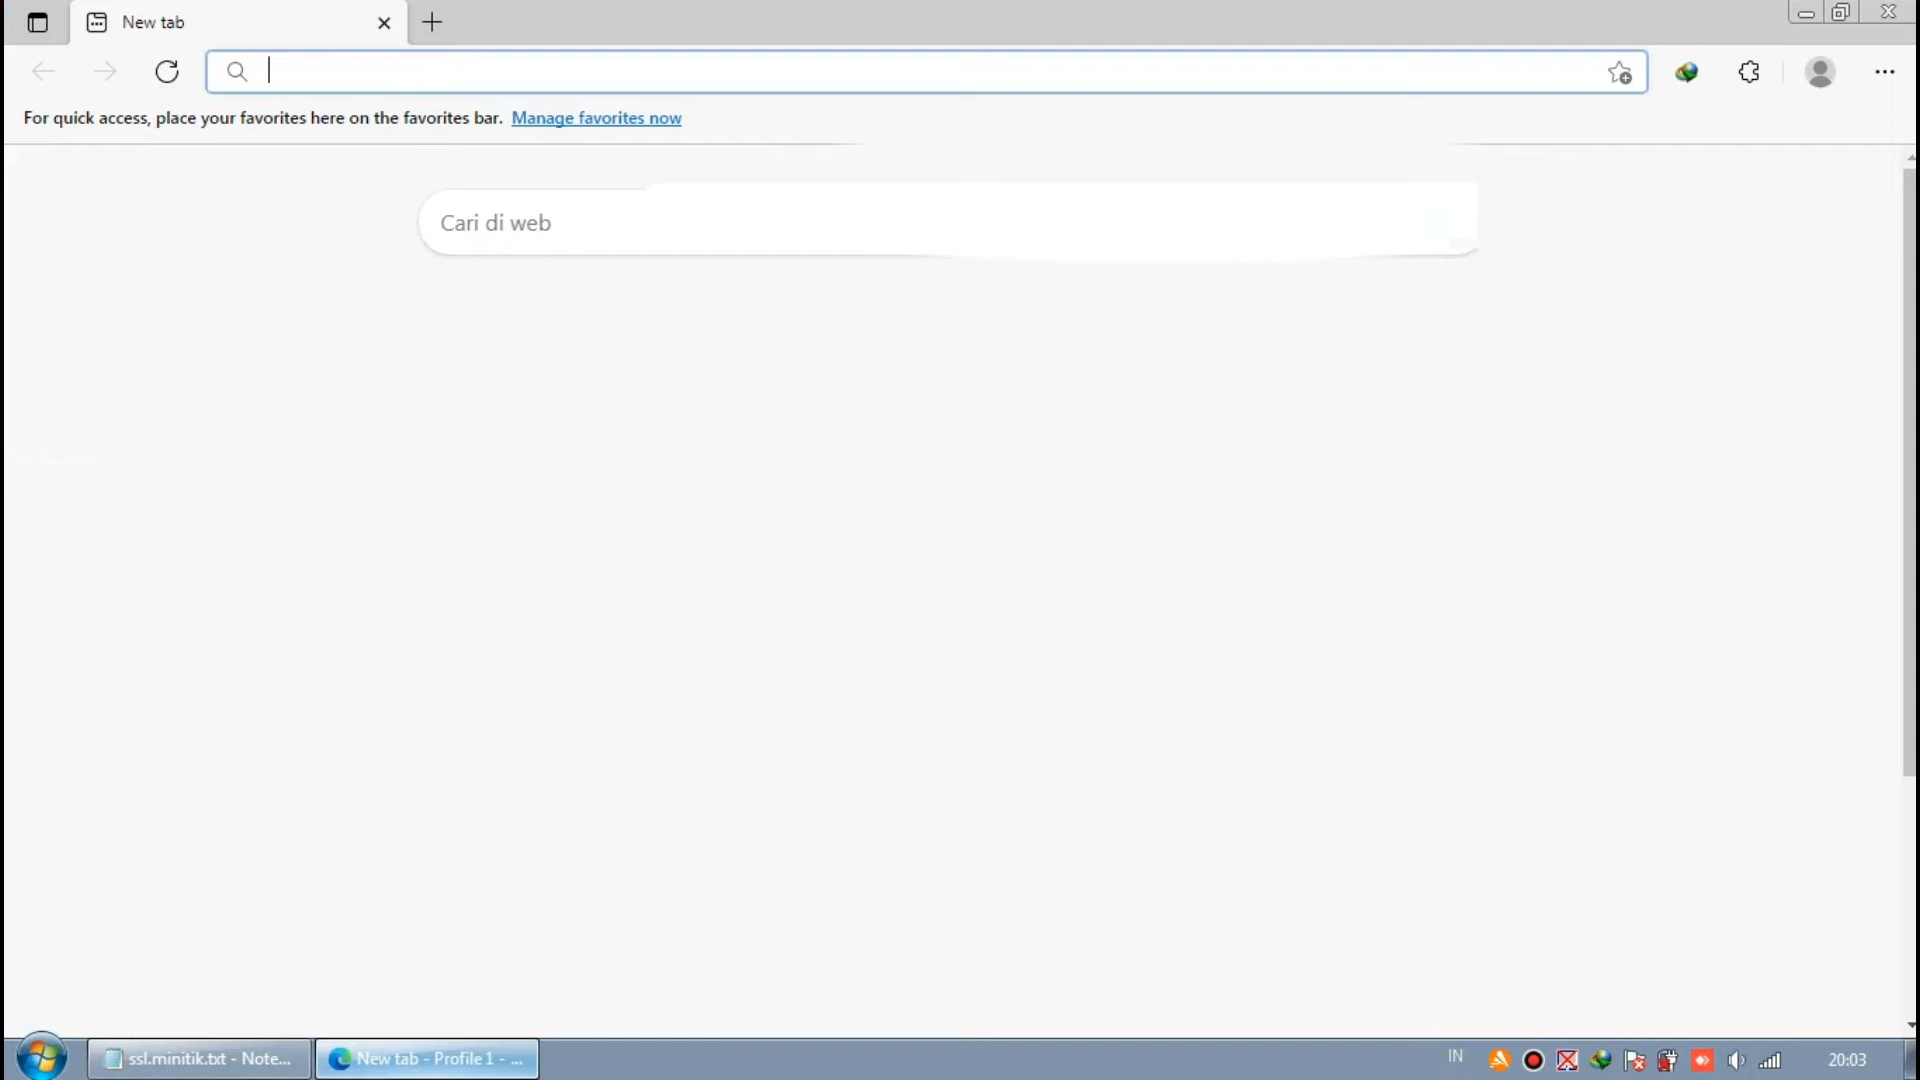 New tab
For quick access, place your favorites here on the favorites bar. Manage favorites now
Cari di web
ssl.minitik.txt - Note...
New tab - Profile 1 - ...
IN
20:03